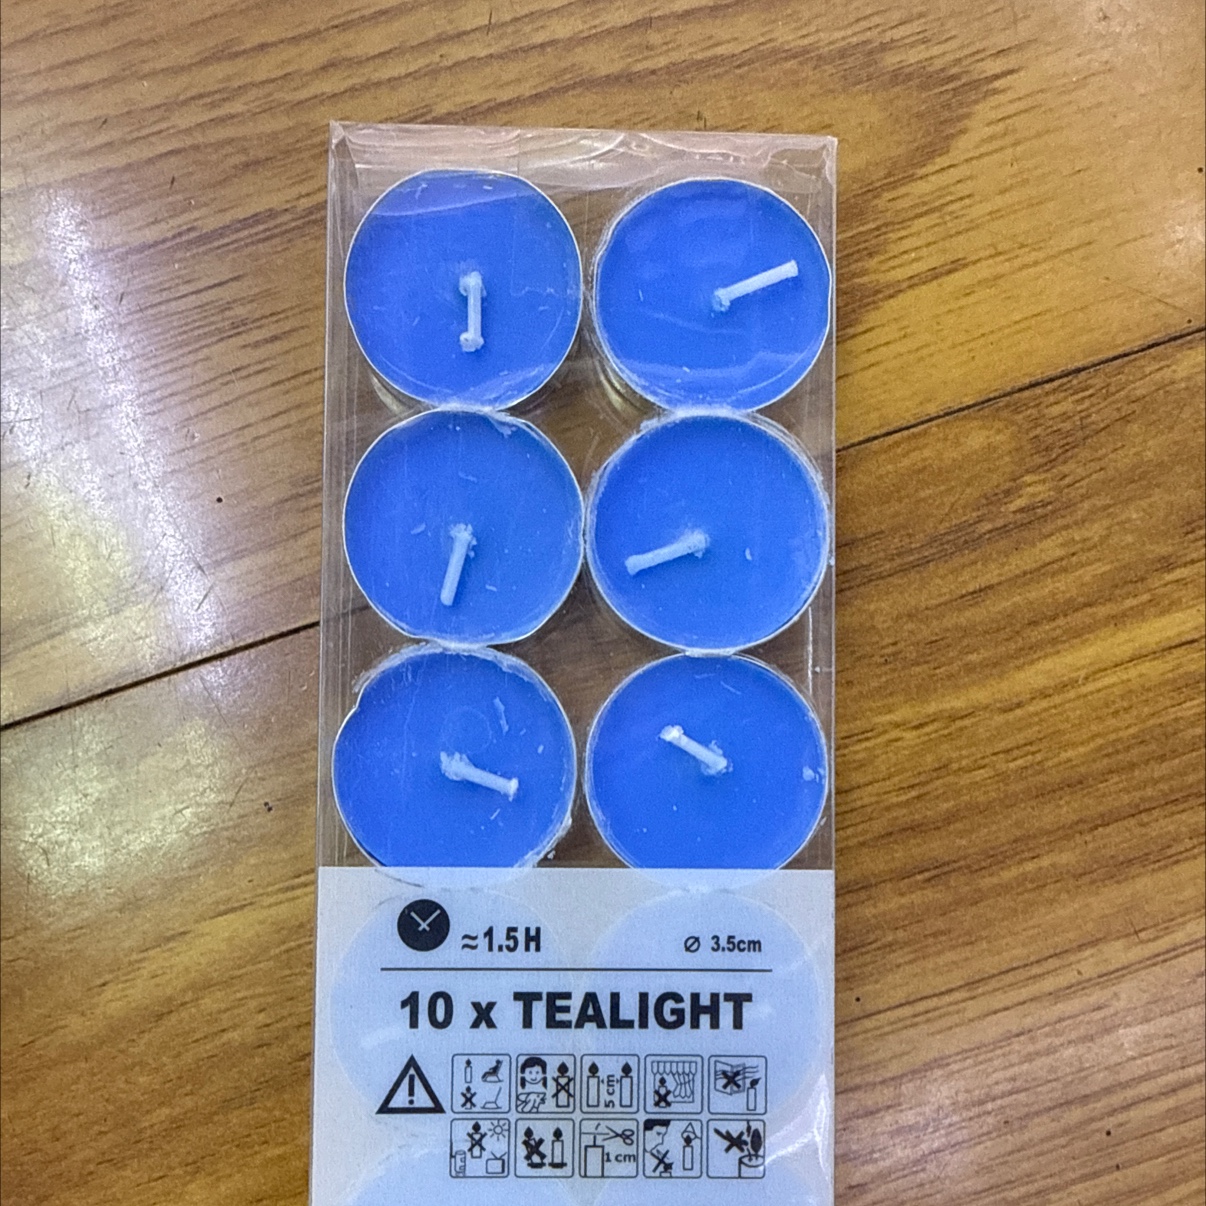 ≈1.5H
Ø 3.5cm
10 x TEALIGHT
5 cm
1 cm